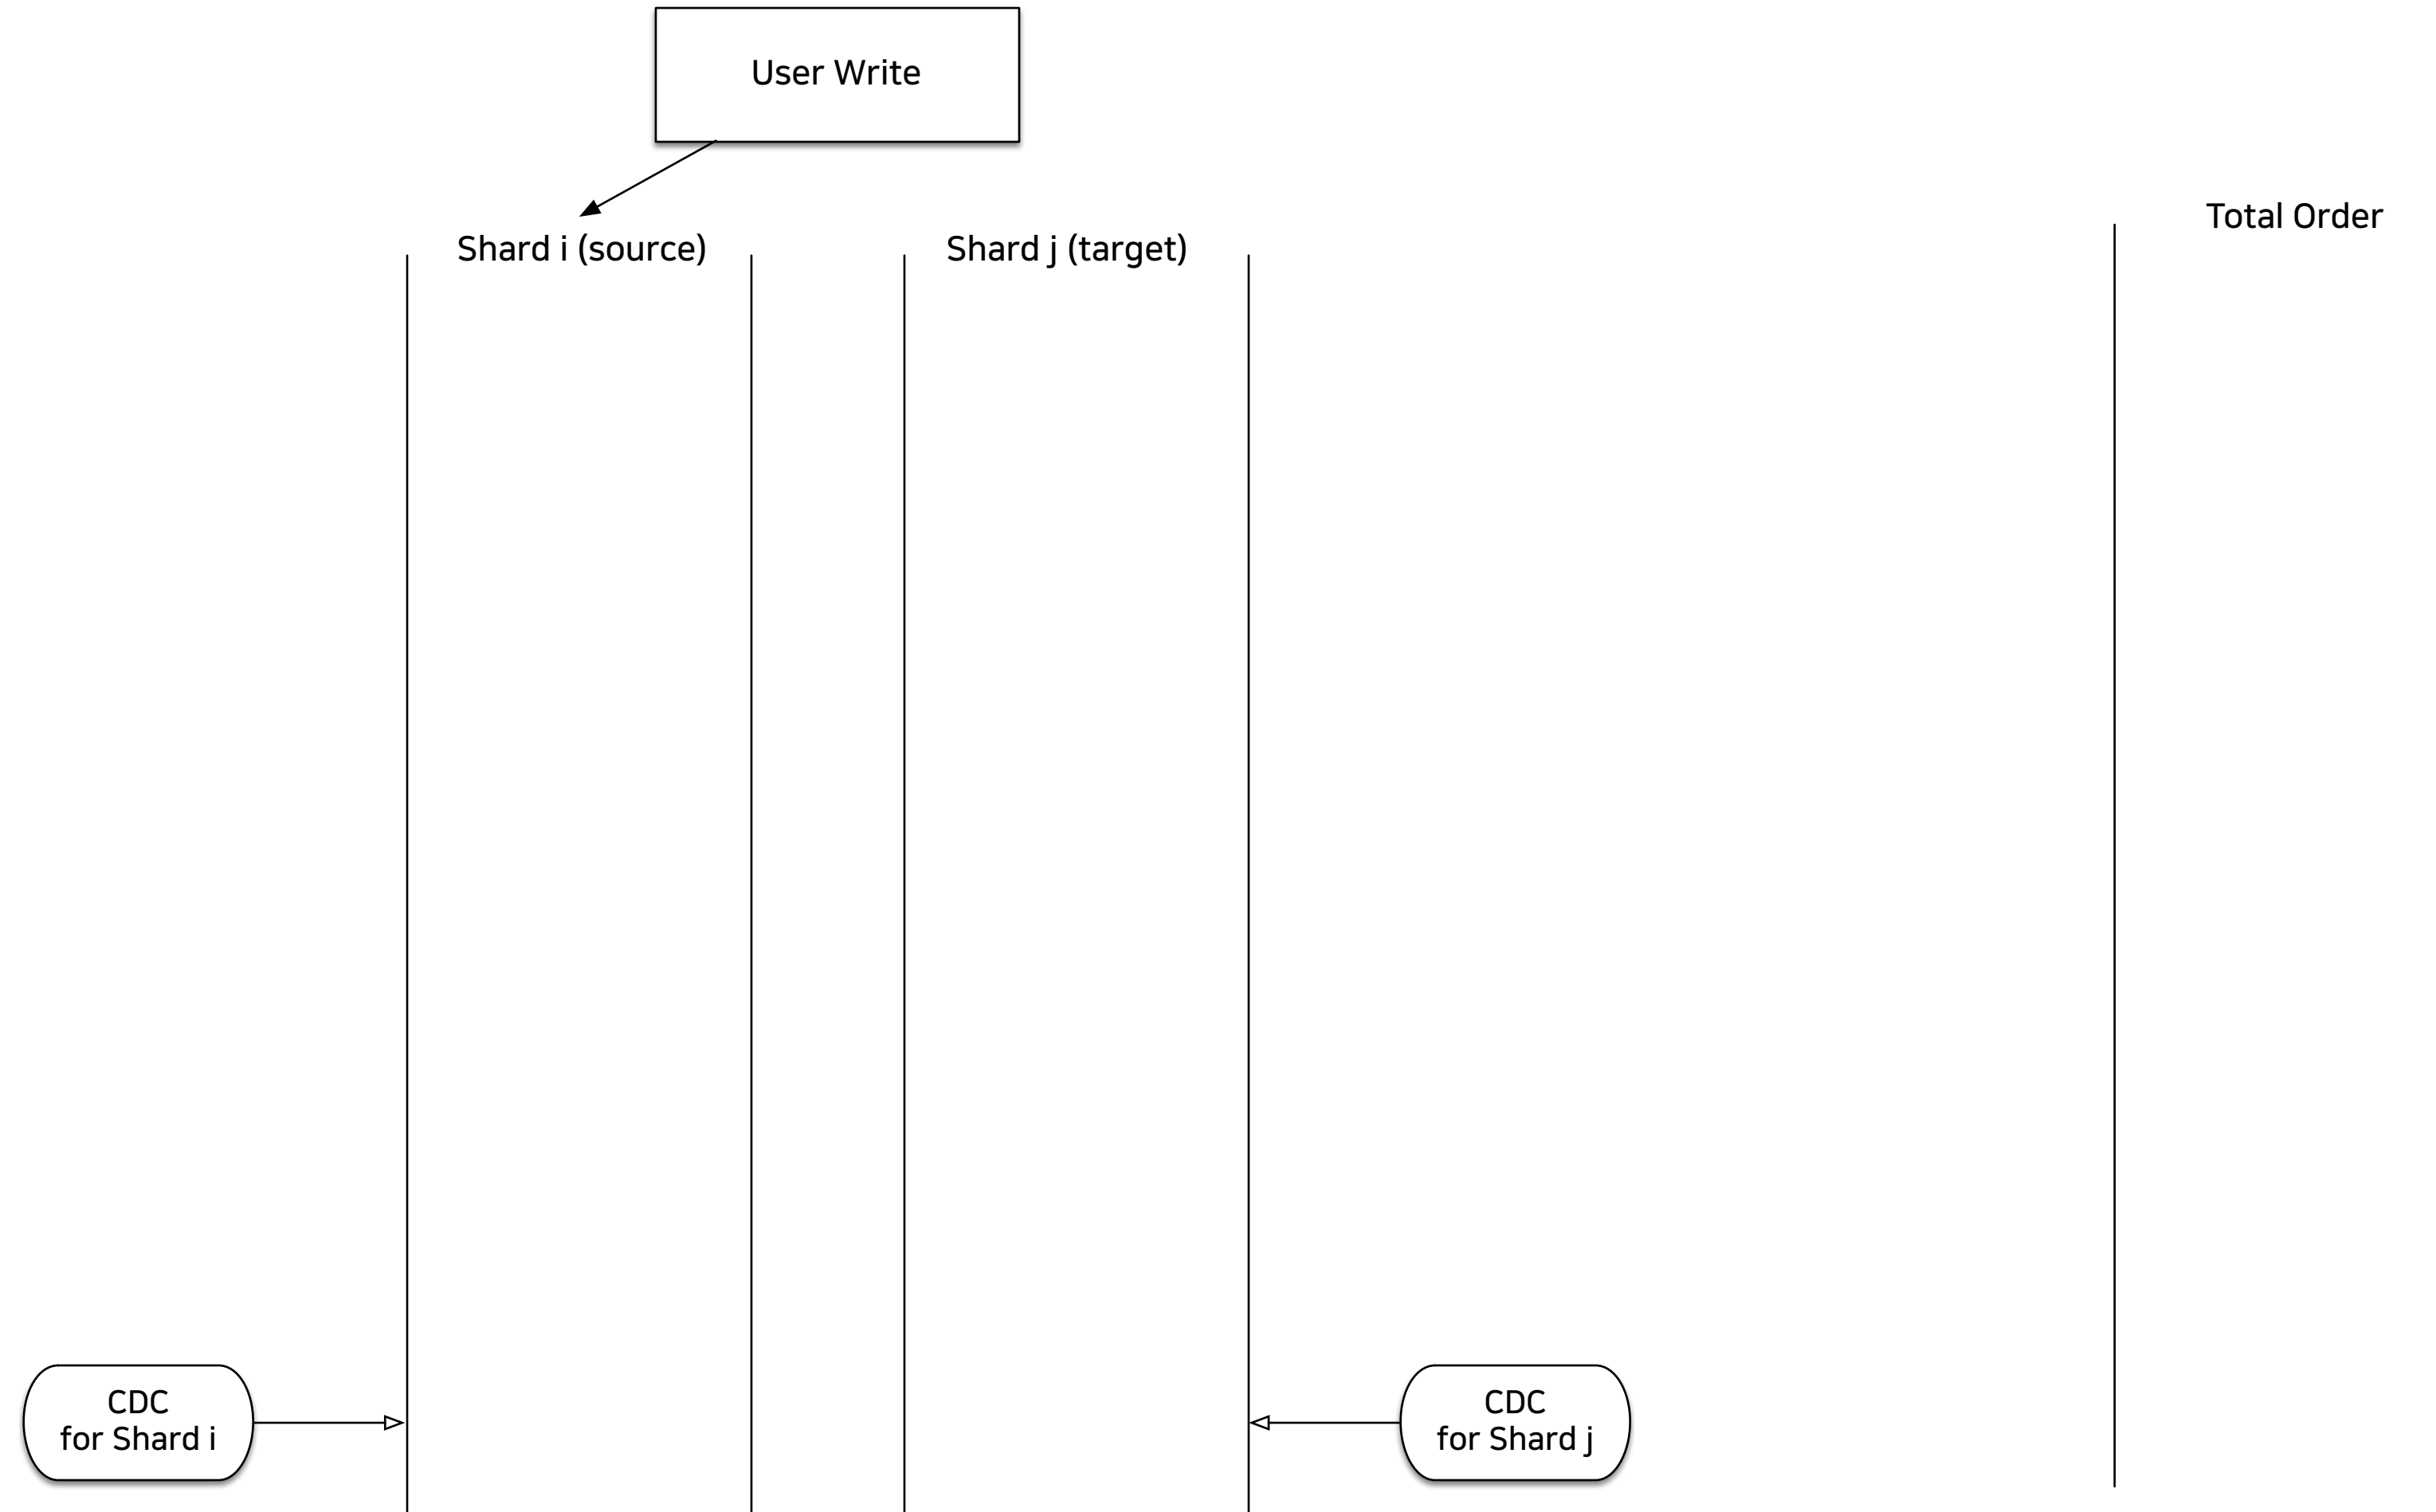 User Write
Total Order
Shard i (source)
Shard j (target)
CDC
for Shard i
CDC
for Shard j